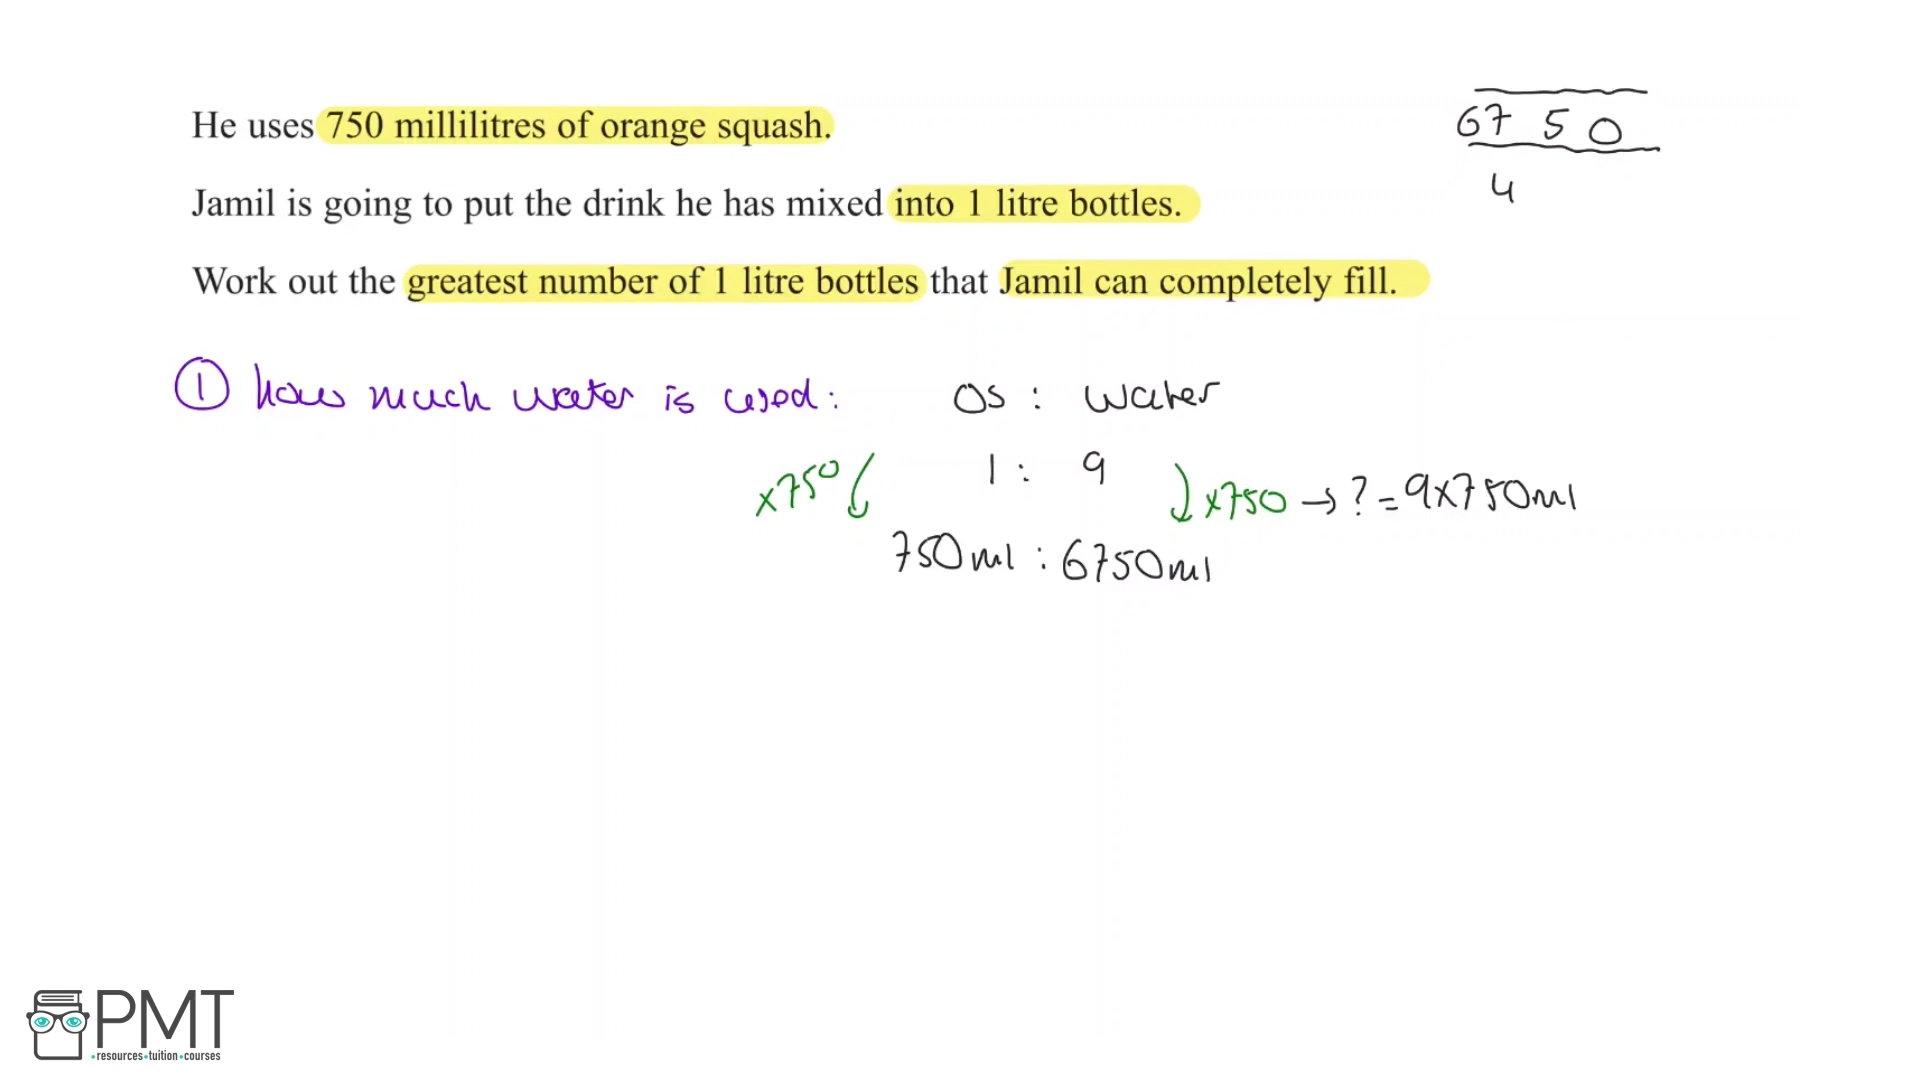 He uses 750 millilitres of orange squash.
67 5 0
4
Jamil is going to put the drink he has mixed into 1 litre bottles.
Work out the greatest number of 1 litre bottles that Jamil can completely fill.
① how much water is used: OS : Water
x750 1 : 9 x750 → ? = 9x750ml
750ml : 6750ml
PMT
•resources•tuition•courses